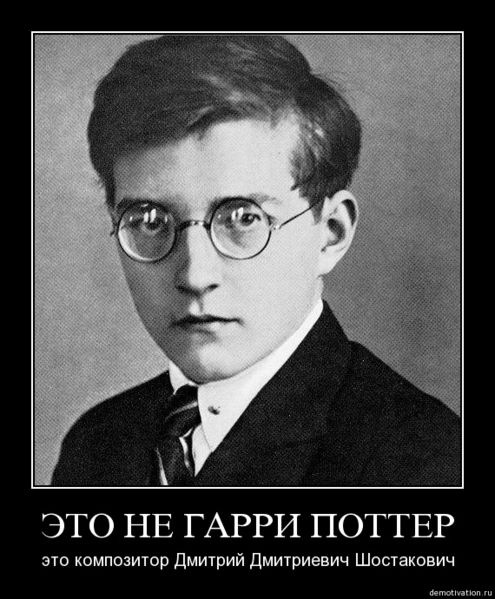 ЭТО НЕ ГАРРИ ПОТТЕР
это композитор Дмитрий Дмитриевич Шостакович
demotivation.ru